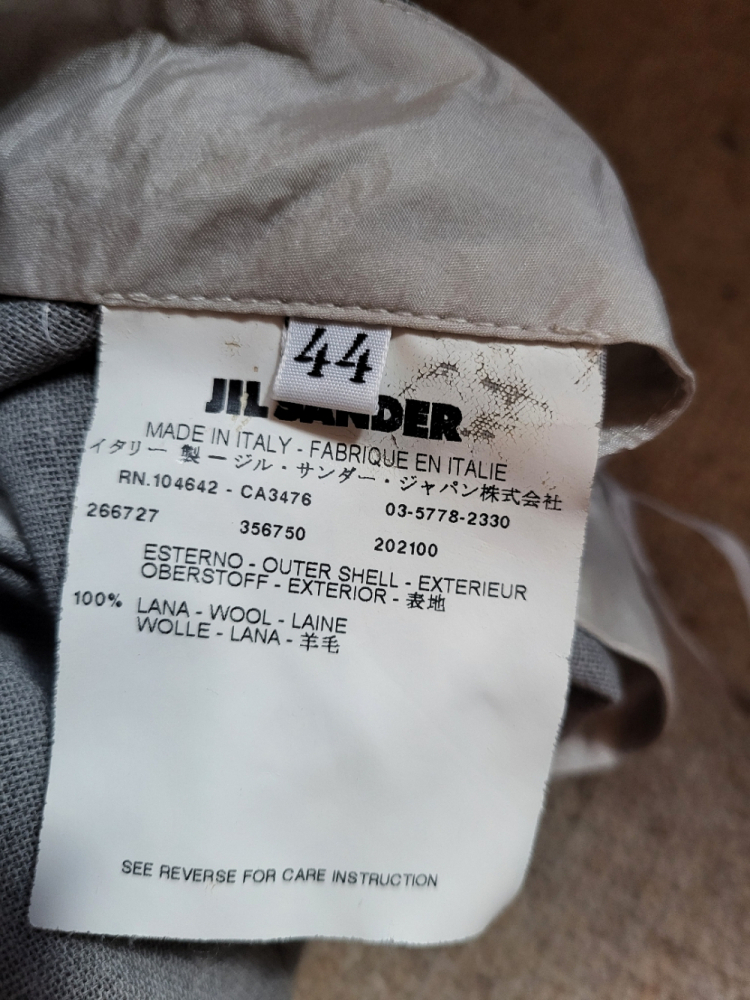 44
JIL SANDER
MADE IN ITALY - FABRIQUE EN ITALIE
イタリー 製 ー ジル・サンダー・ジャパン株式会社
RN.104642 - CA3476 03-5778-2330
266727 356750 202100
ESTERNO - OUTER SHELL - EXTERIEUR
OBERSTOFF - EXTERIOR - 表地
100% LANA - WOOL - LAINE
WOLLE - LANA - 羊毛
SEE REVERSE FOR CARE INSTRUCTION